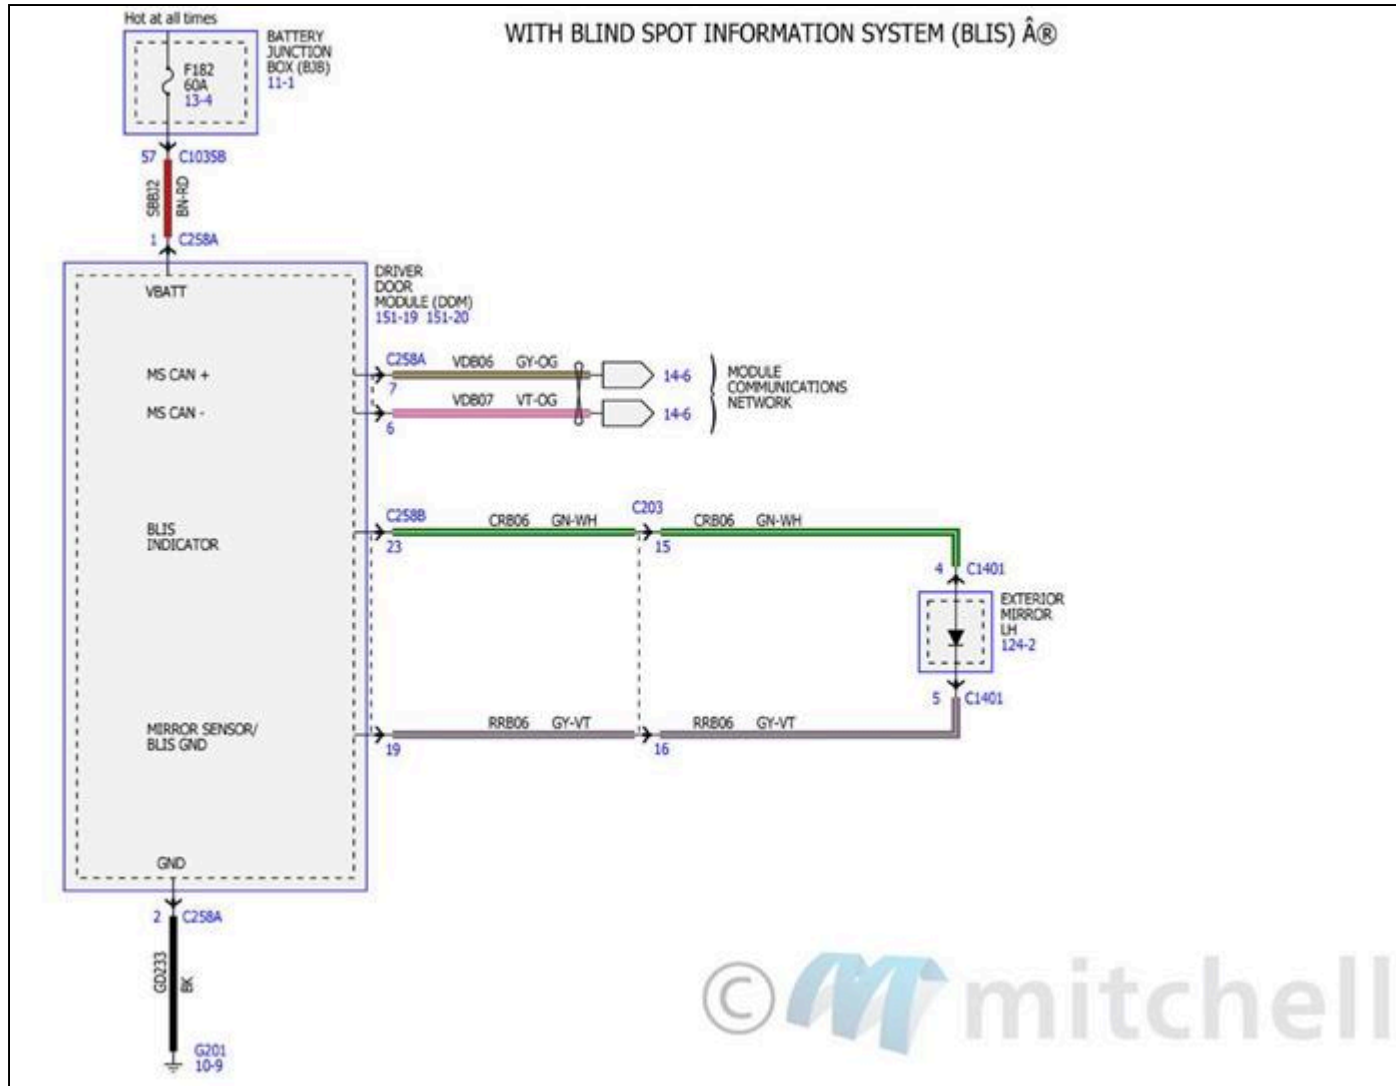 Hot at all times
WITH BLIND SPOT INFORMATION SYSTEM (BLIS) Â®
BATTERY
JUNCTION
BOX (BJB)
11-1
F182
60A
13-4
57 C1035B
SBBJ2
BN-RD
1 C258A
VBATT
DRIVER
DOOR
MODULE (DDM)
151-19 151-20
MS CAN +
C258A
7
VDB06 GY-OG
14-6
MS CAN -
6
VDB07 VT-OG
14-6
MODULE
COMMUNICATIONS
NETWORK
BLIS
INDICATOR
C258B
23
CRB06 GN-WH
C203
15
CRB06 GN-WH
4 C1401
EXTERIOR
MIRROR
LH
124-2
5 C1401
MIRROR SENSOR/
BLIS GND
19
RRB06 GY-VT
16
RRB06 GY-VT
GND
2 C258A
GD233
BK
G201
10-9
© mitchell